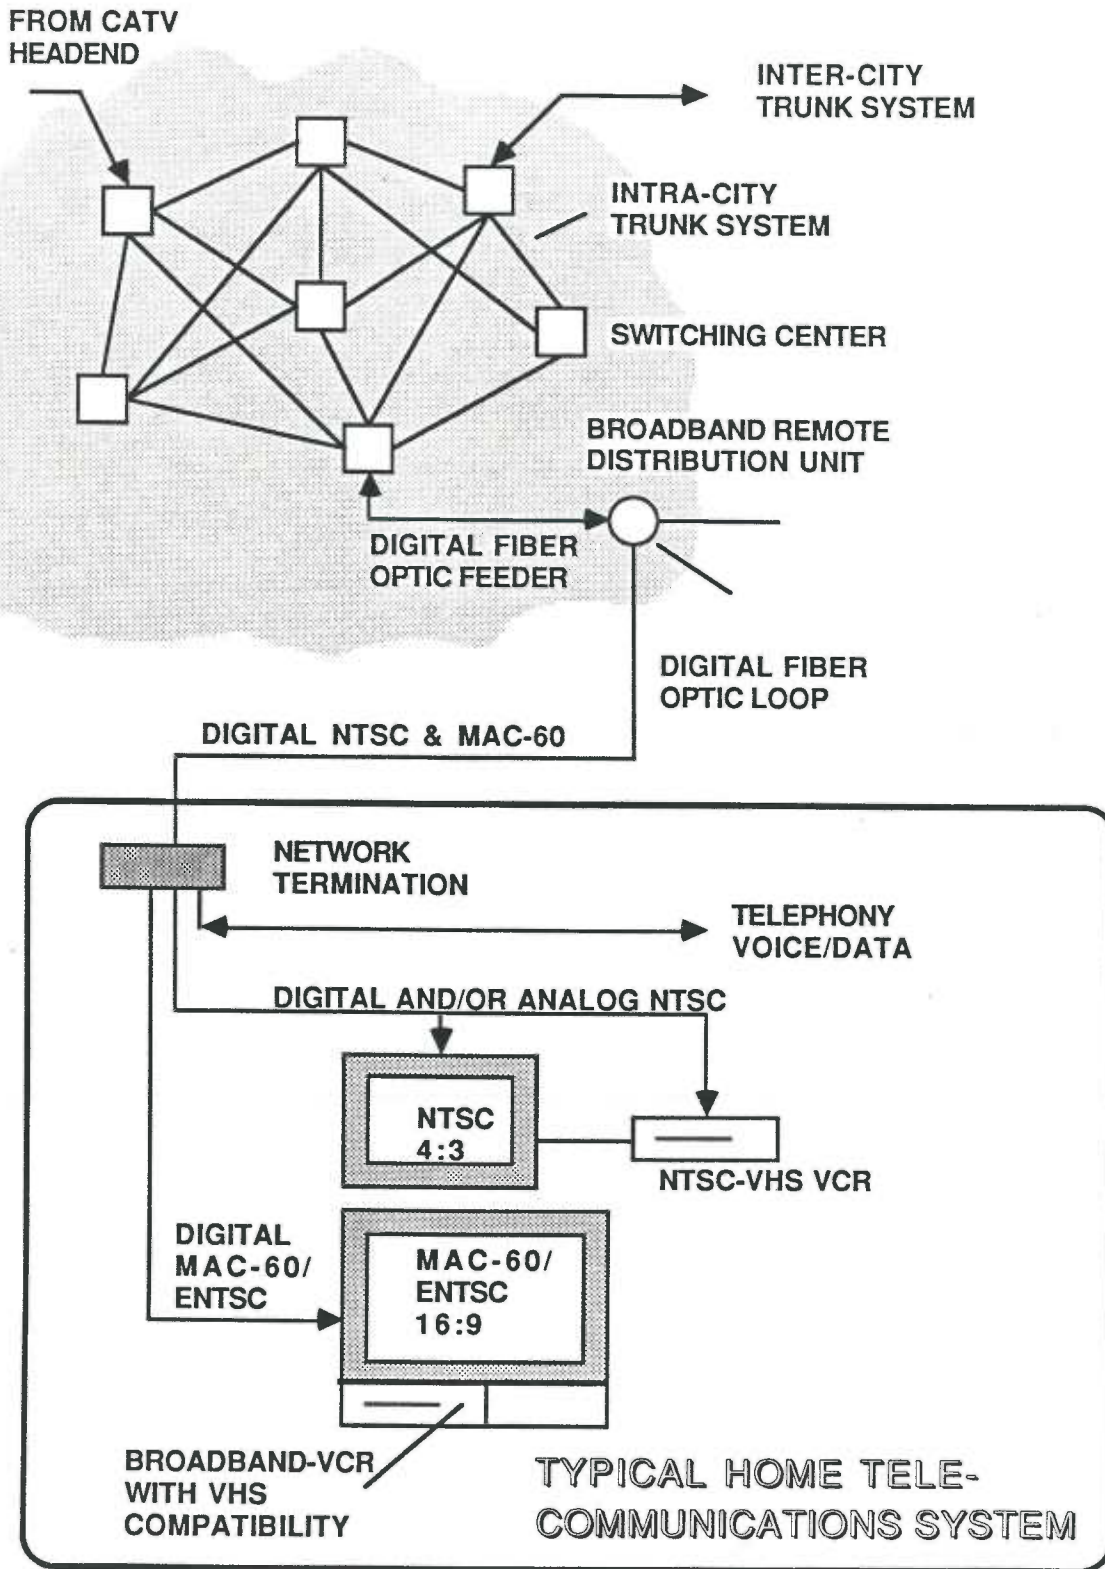 FROM CATV
HEADEND
INTER-CITY
TRUNK SYSTEM
INTRA-CITY
TRUNK SYSTEM
SWITCHING CENTER
BROADBAND REMOTE
DISTRIBUTION UNIT
DIGITAL FIBER
OPTIC FEEDER
DIGITAL FIBER
OPTIC LOOP
DIGITAL NTSC & MAC-60
NETWORK
TERMINATION
TELEPHONY
VOICE/DATA
DIGITAL AND/OR ANALOG NTSC
NTSC
4:3
NTSC-VHS VCR
DIGITAL
MAC-60/
ENTSC
MAC-60/
ENTSC
16:9
BROADBAND-VCR
WITH VHS
COMPATIBILITY
TYPICAL HOME TELE-
COMMUNICATIONS SYSTEM